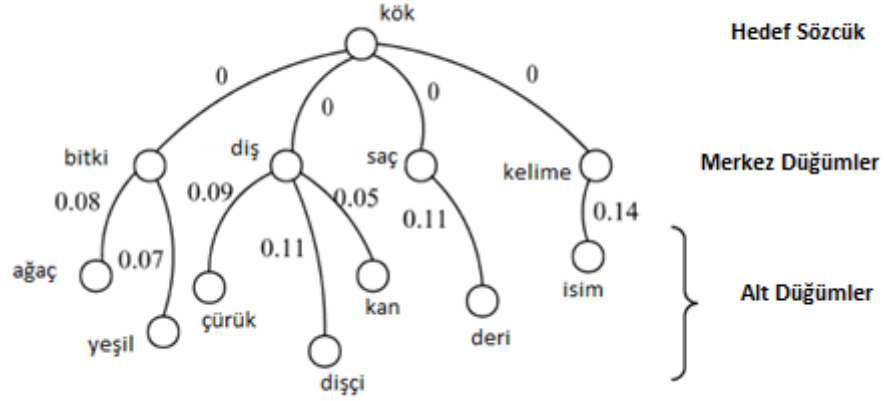 kök
Hedef Sözcük
0
0
0
0
bitki
diş
saç
kelime
Merkez Düğümler
0.08
0.07
0.09
0.11
0.05
0.11
0.14
ağaç
yeşil
çürük
dişçi
kan
deri
isim
Alt Düğümler